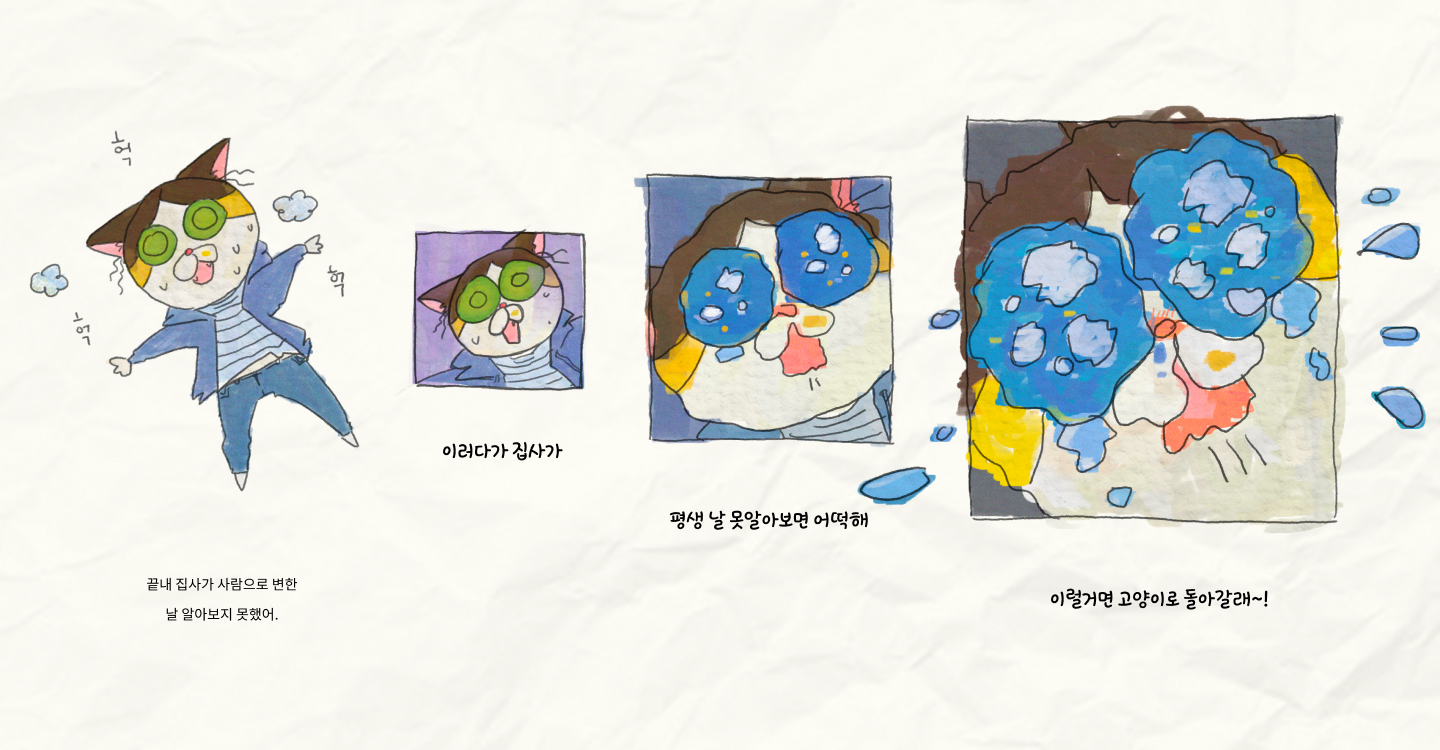 헉
헉
헉
끝내 집사가 사람으로 변한
날 알아보지 못했어.
이러다가 집사가
평생 날 못알아보면 어떡해
이럴거면 고양이로 돌아갈래~!